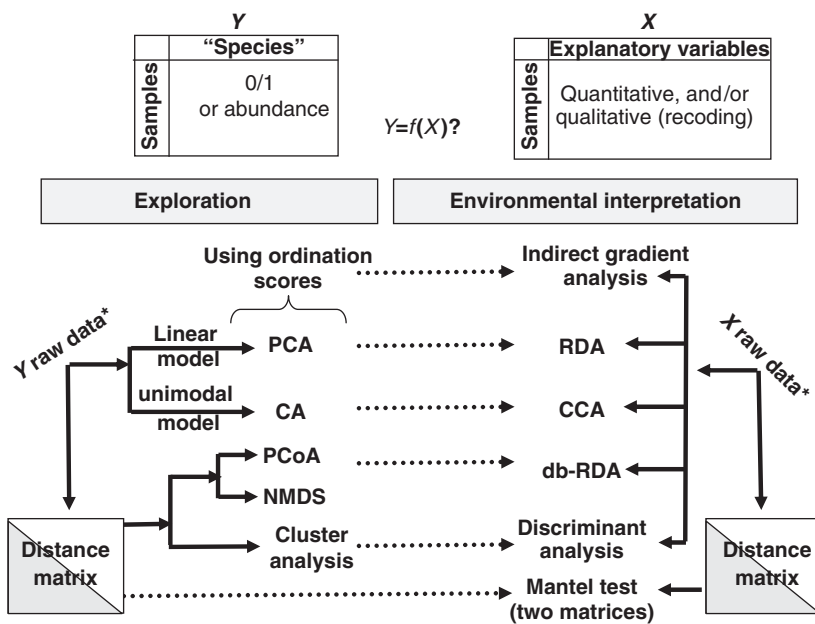 Y
X
"Species"
Samples
0/1
or abundance
Y=f(X)?
Explanatory variables
Samples
Quantitative, and/or
qualitative (recoding)
Exploration
Environmental interpretation
Using ordination
scores
Indirect gradient
analysis
Y raw data*
Linear
model
PCA
RDA
X raw data*
unimodal
model
CA
CCA
PCoA
db-RDA
NMDS
Cluster
analysis
Discriminant
analysis
Distance
matrix
Distance
matrix
Mantel test
(two matrices)